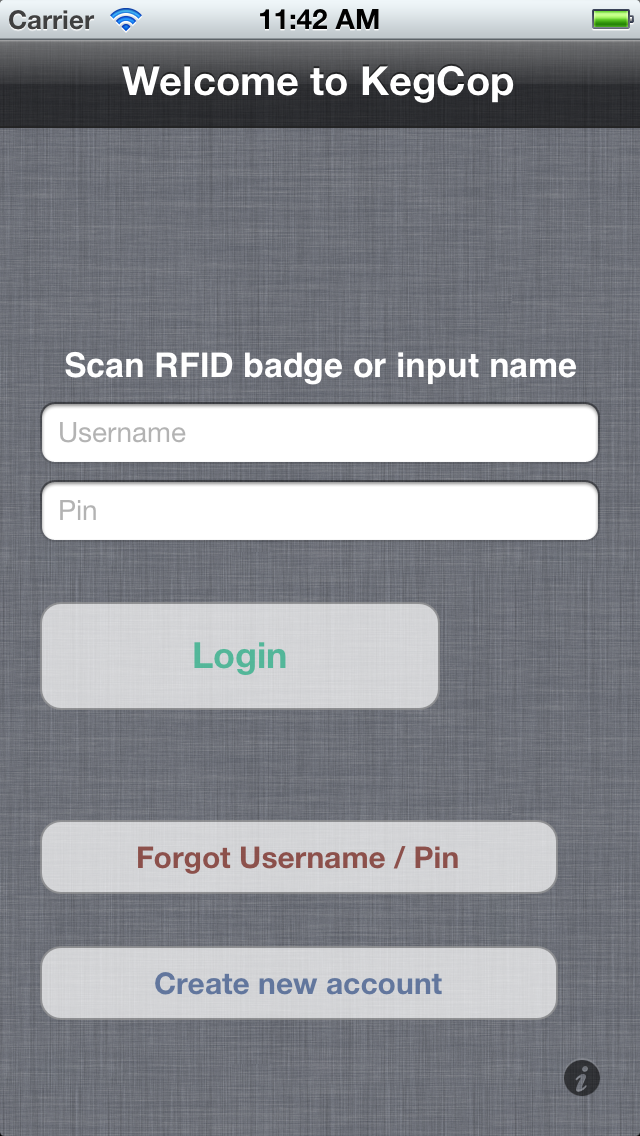 Carrier 11:42 AM
Welcome to KegCop
Scan RFID badge or input name
Username
Pin
Login
Forgot Username / Pin
Create new account
i